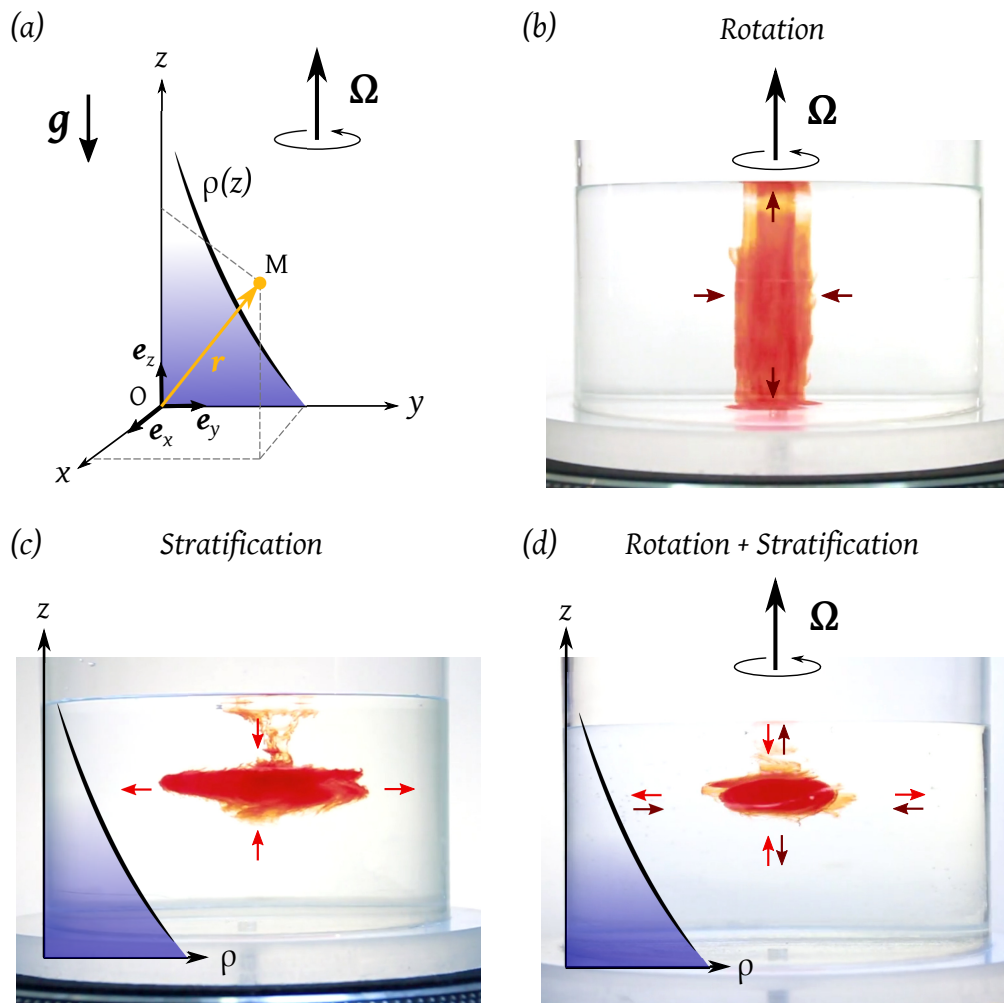 (a)
z
g
Ω
ρ(z)
M
r
e_z
O
e_x
e_y
y
x
(b)
Rotation
Ω
(c)
Stratification
z
ρ
(d)
Rotation + Stratification
Ω
z
ρ